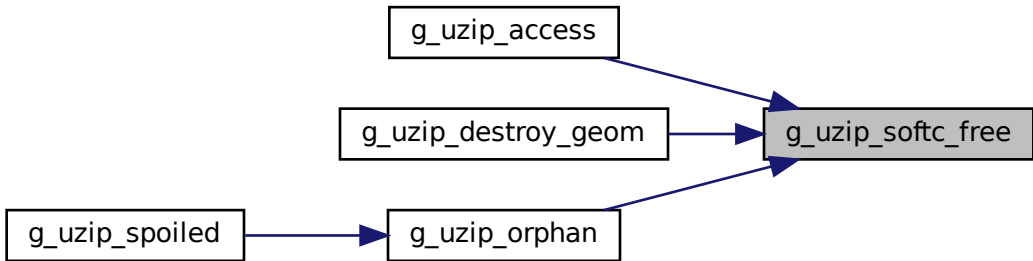 g_uzip_access
g_uzip_destroy_geom
g_uzip_softc_free
g_uzip_spoiled
g_uzip_orphan